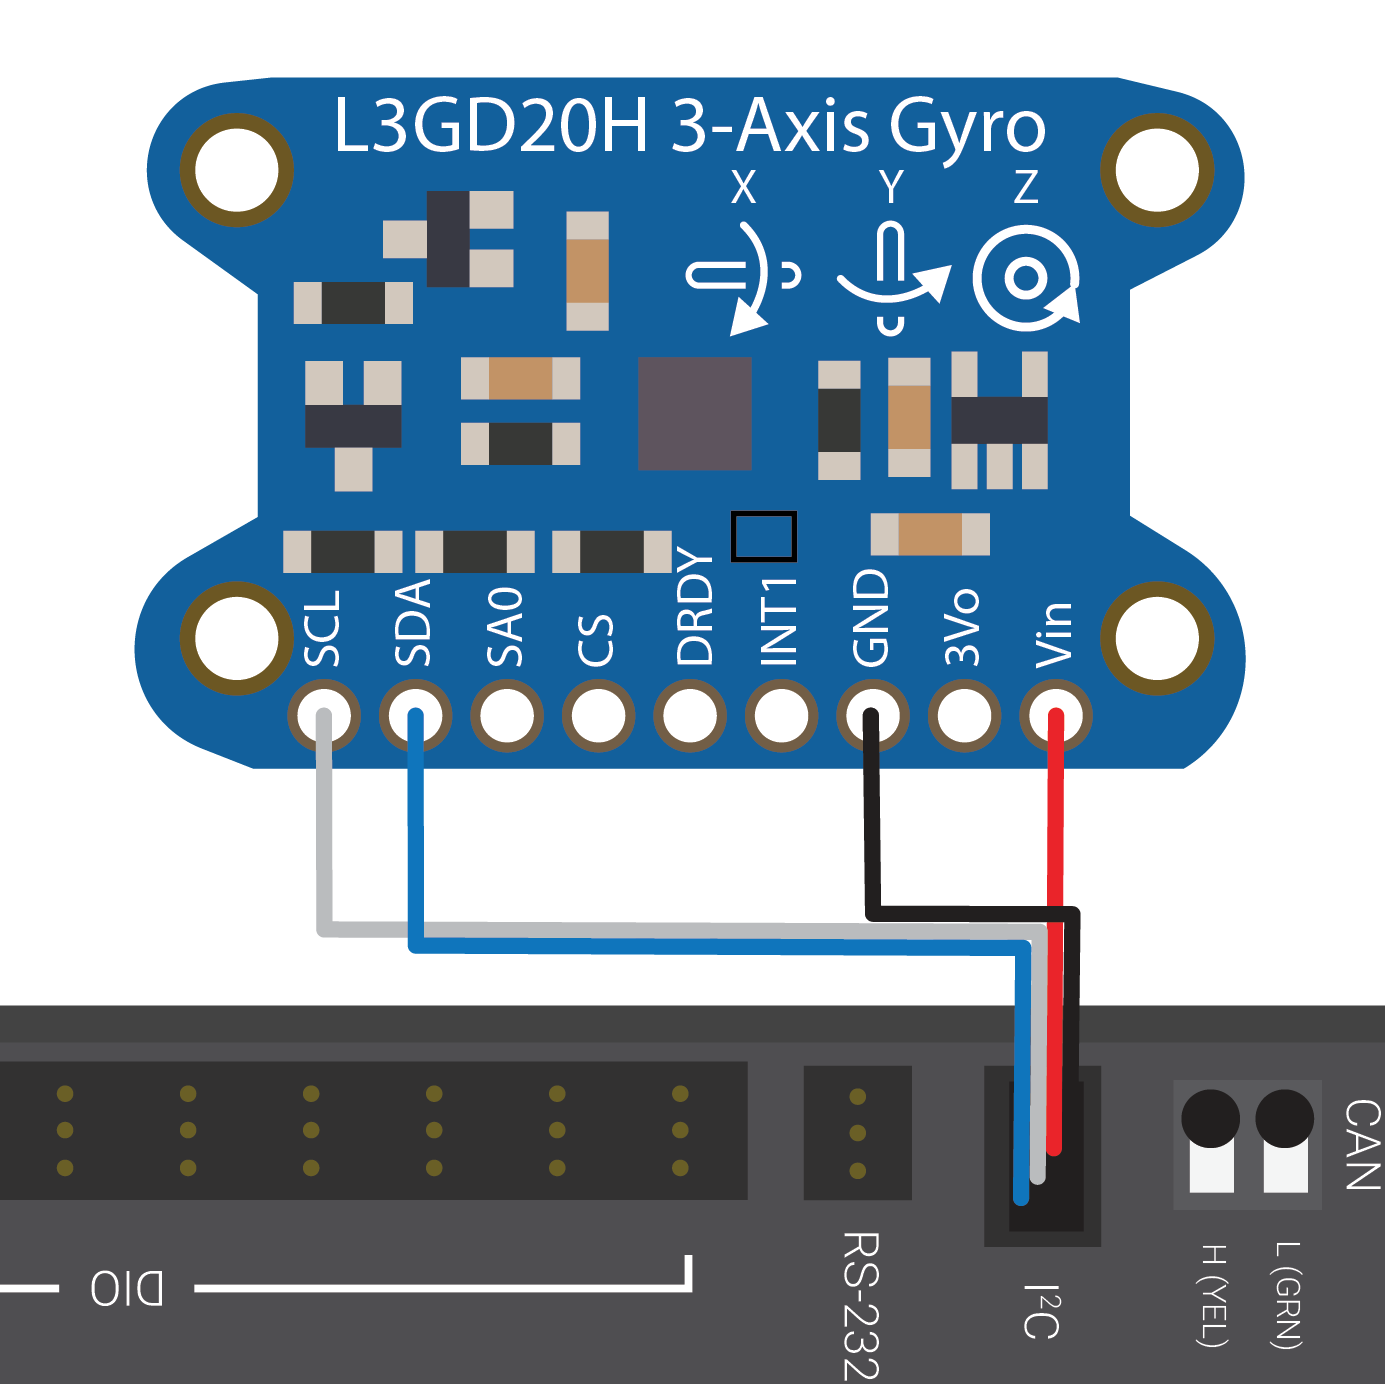 L3GD20H 3-Axis Gyro
X Y Z
SCL
SDA
SA0
CS
DRDY
INT1
GND
3Vo
Vin
DIO
RS-232
I²C
H (YEL)
L (GRN)
CAN